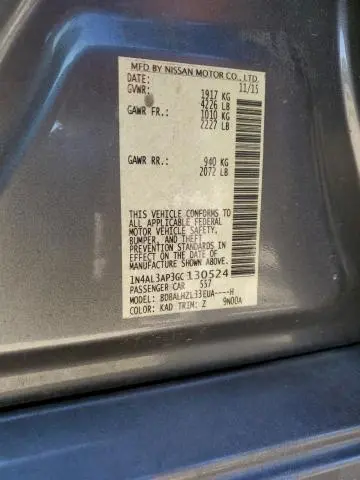 MFD BY NISSAN MOTOR CO., LTD.
DATE: 11/15
GVWR: 1917 KG
4226 LB
GAWR FR.: 1010 KG
2227 LB
GAWR RR.: 940 KG
2072 LB
THIS VEHICLE CONFORMS TO
ALL APPLICABLE FEDERAL
MOTOR VEHICLE SAFETY,
BUMPER, AND THEFT
PREVENTION STANDARDS IN
EFFECT ON THE DATE OF
MANUFACTURE SHOWN ABOVE.
1N4AL3AP3GC130524
PASSENGER CAR 537
MODEL: BDBALHZL33EUA----H
COLOR: KAD TRIM: Z 9N00A